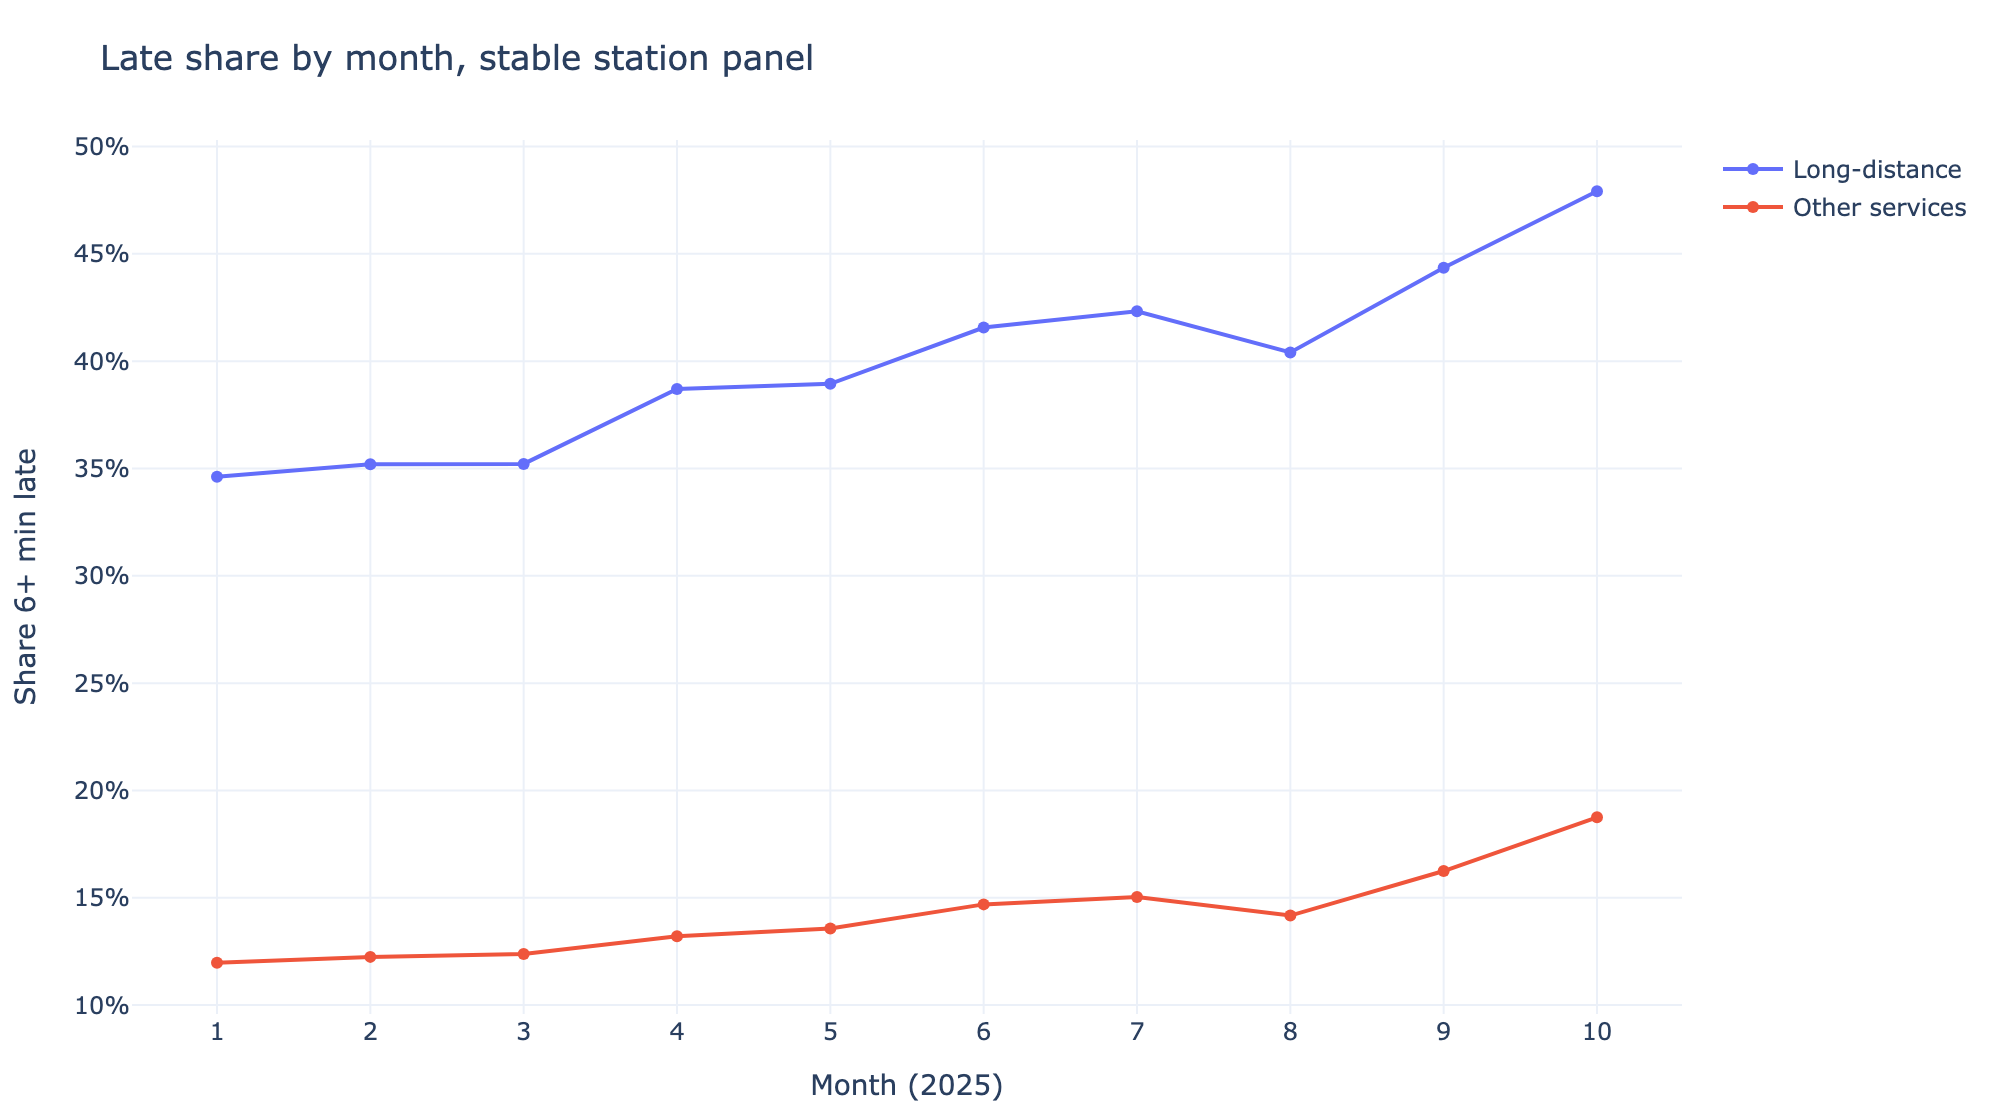 Late share by month, stable station panel
50%
45%
40%
35%
30%
25%
20%
15%
10%
Share 6+ min late
1 2 3 4 5 6 7 8 9 10
Month (2025)
Long-distance
Other services